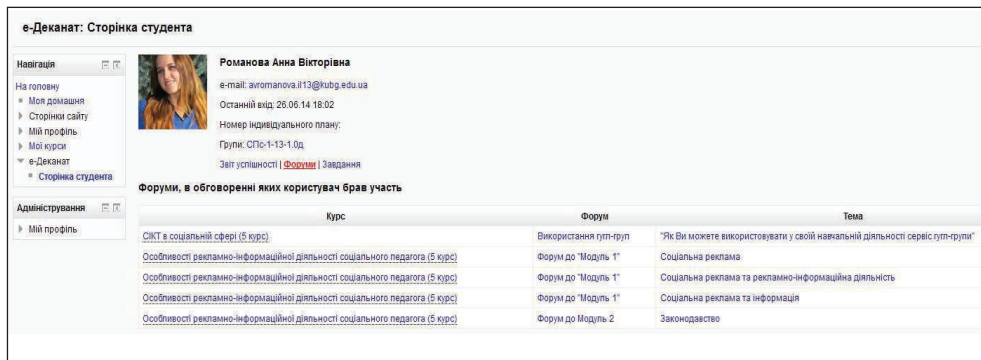 е-Деканат: Сторінка студента
Навігація
На головну
Моя домашня
Сторінки сайту
Мій профіль
Мої курси
е-Деканат
Сторінка студента
Адміністрування
Мій профіль
Романова Анна Вікторівна
e-mail: avromanova.il13@kubg.edu.ua
Останній вхід: 26.06.14 18:02
Номер індивідуального плану:
Групи: СПс-1-13-1.0д
Звіт успішності | Форуми | Завдання
Форуми, в обговоренні яких користувач брав участь
Курс Форум Тема
СІКТ в соціальній сфері (5 курс) Використання гугл-груп "Як Ви можете використовувати у своїй навчальній діяльності сервіс гугл-групи"
Особливості рекламно-інформаційної діяльності соціального педагога (5 курс) Форум до "Модуль 1" Соціальна реклама
Особливості рекламно-інформаційної діяльності соціального педагога (5 курс) Форум до "Модуль 1" Соціальна реклама та рекламно-інформаційна діяльність
Особливості рекламно-інформаційної діяльності соціального педагога (5 курс) Форум до "Модуль 1" Соціальна реклама та інформація
Особливості рекламно-інформаційної діяльності соціального педагога (5 курс) Форум до Модуль 2 Законодавство